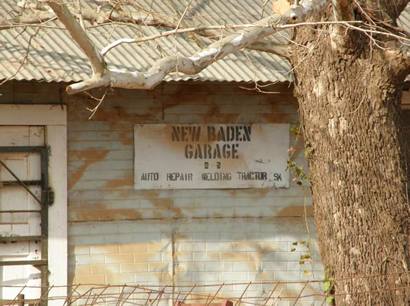 NEW BADEN
GARAGE
AUTO REPAIR WELDING TRACTOR